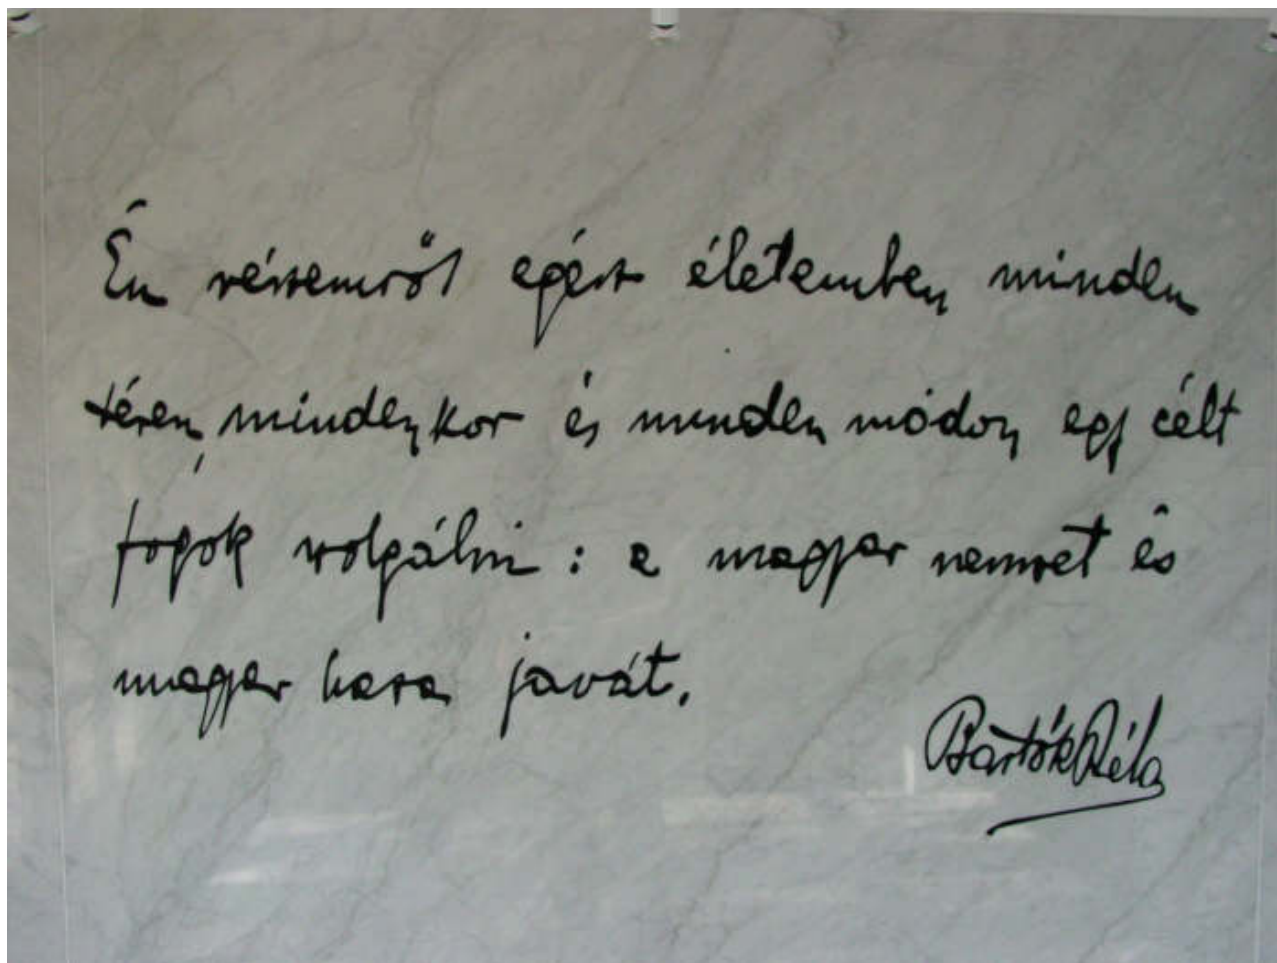 Én részemről egész életemben minden
téren, mindenkor és minden módon egy célt
fogok szolgálni: a magyar nemzet és
magyar haza javát.
Bartók Béla